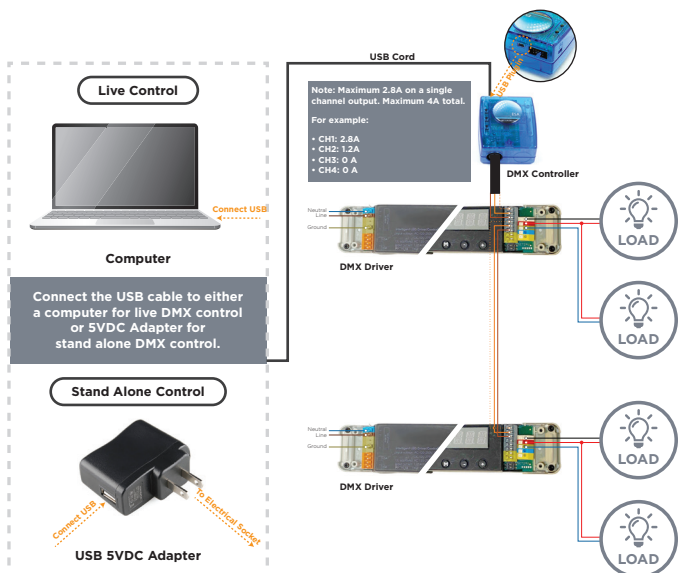 USB Cord
USB Plug In
Live Control
Note: Maximum 2.8A on a single
channel output. Maximum 4A total.
For example:
• CH1: 2.8A
• CH2: 1.2A
• CH3: 0 A
• CH4: 0 A
DMX Controller
Connect USB
Computer
Neutral
Line
Ground
DMX Driver
LOAD
LOAD
Connect the USB cable to either
a computer for live DMX control
or 5VDC Adapter for
stand alone DMX control.
Stand Alone Control
Neutral
Line
Ground
DMX Driver
LOAD
LOAD
Connect USB
To Electrical Socket
USB 5VDC Adapter